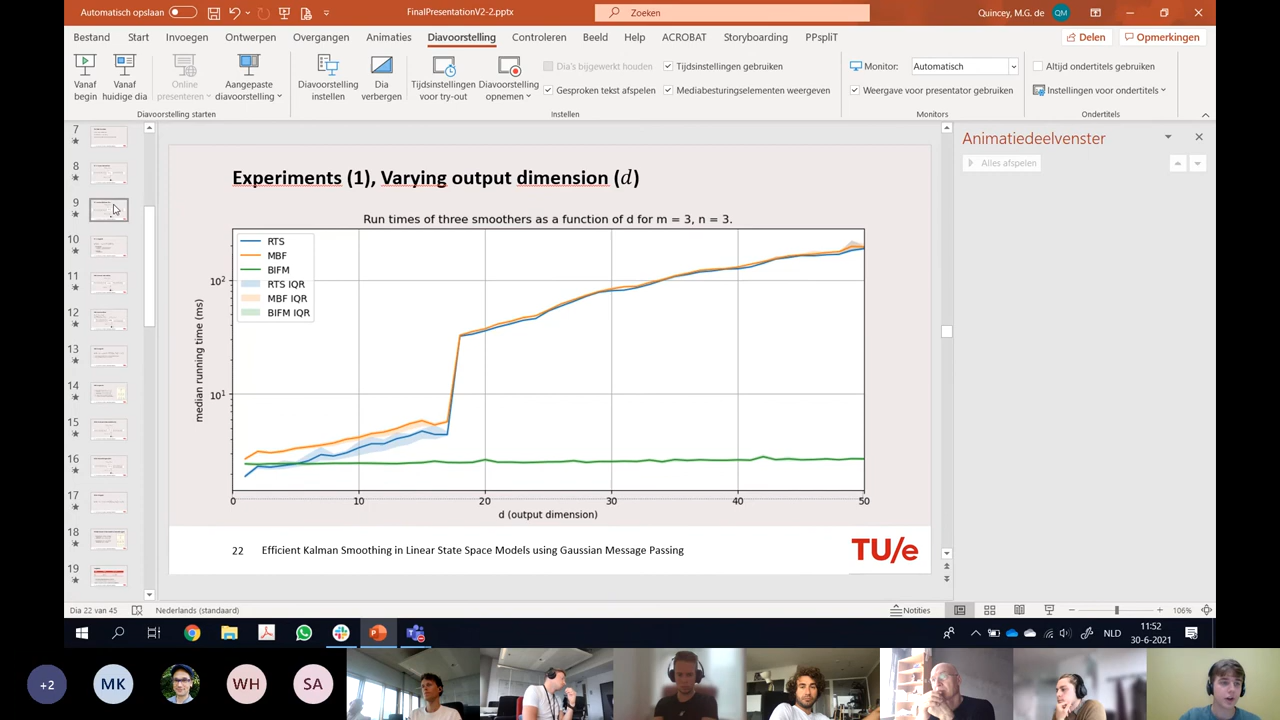 Automatisch opslaan
FinalPresentationV2-2.pptx
Zoeken
Quincey, M.G. de
QM
Bestand
Start
Invoegen
Ontwerpen
Overgangen
Animaties
Diavoorstelling
Controleren
Beeld
Help
ACROBAT
Storyboarding
PPspliT
Delen
Opmerkingen
Vanaf begin
Vanaf huidige dia
Online presenteren
Aangepaste diavoorstelling
Diavoorstelling starten
Diavoorstelling instellen
Dia verbergen
Tijdsinstellingen voor try-out
Diavoorstelling opnemen
Dia's bijgewerkt houden
Gesproken tekst afspelen
Tijdsinstellingen gebruiken
Mediabesturingselementen weergeven
Instellen
Monitor:
Automatisch
Weergave voor presentator gebruiken
Monitors
Altijd ondertitels gebruiken
Instellingen voor ondertitels
Ondertitels
7
8
9
10
11
12
13
14
15
16
17
18
19
Experiments (1), Varying output dimension (d)
Run times of three smoothers as a function of d for m = 3, n = 3.
RTS
MBF
BIFM
RTS IQR
MBF IQR
BIFM IQR
10²
10¹
median running time (ms)
0
10
20
30
40
50
d (output dimension)
22
Efficient Kalman Smoothing in Linear State Space Models using Gaussian Message Passing
TU/e
Animatiedeelvenster
Alles afspelen
Dia 22 van 45
Nederlands (standaard)
Notities
106%
NLD
11:52
30-6-2021
+2
MK
WH
SA